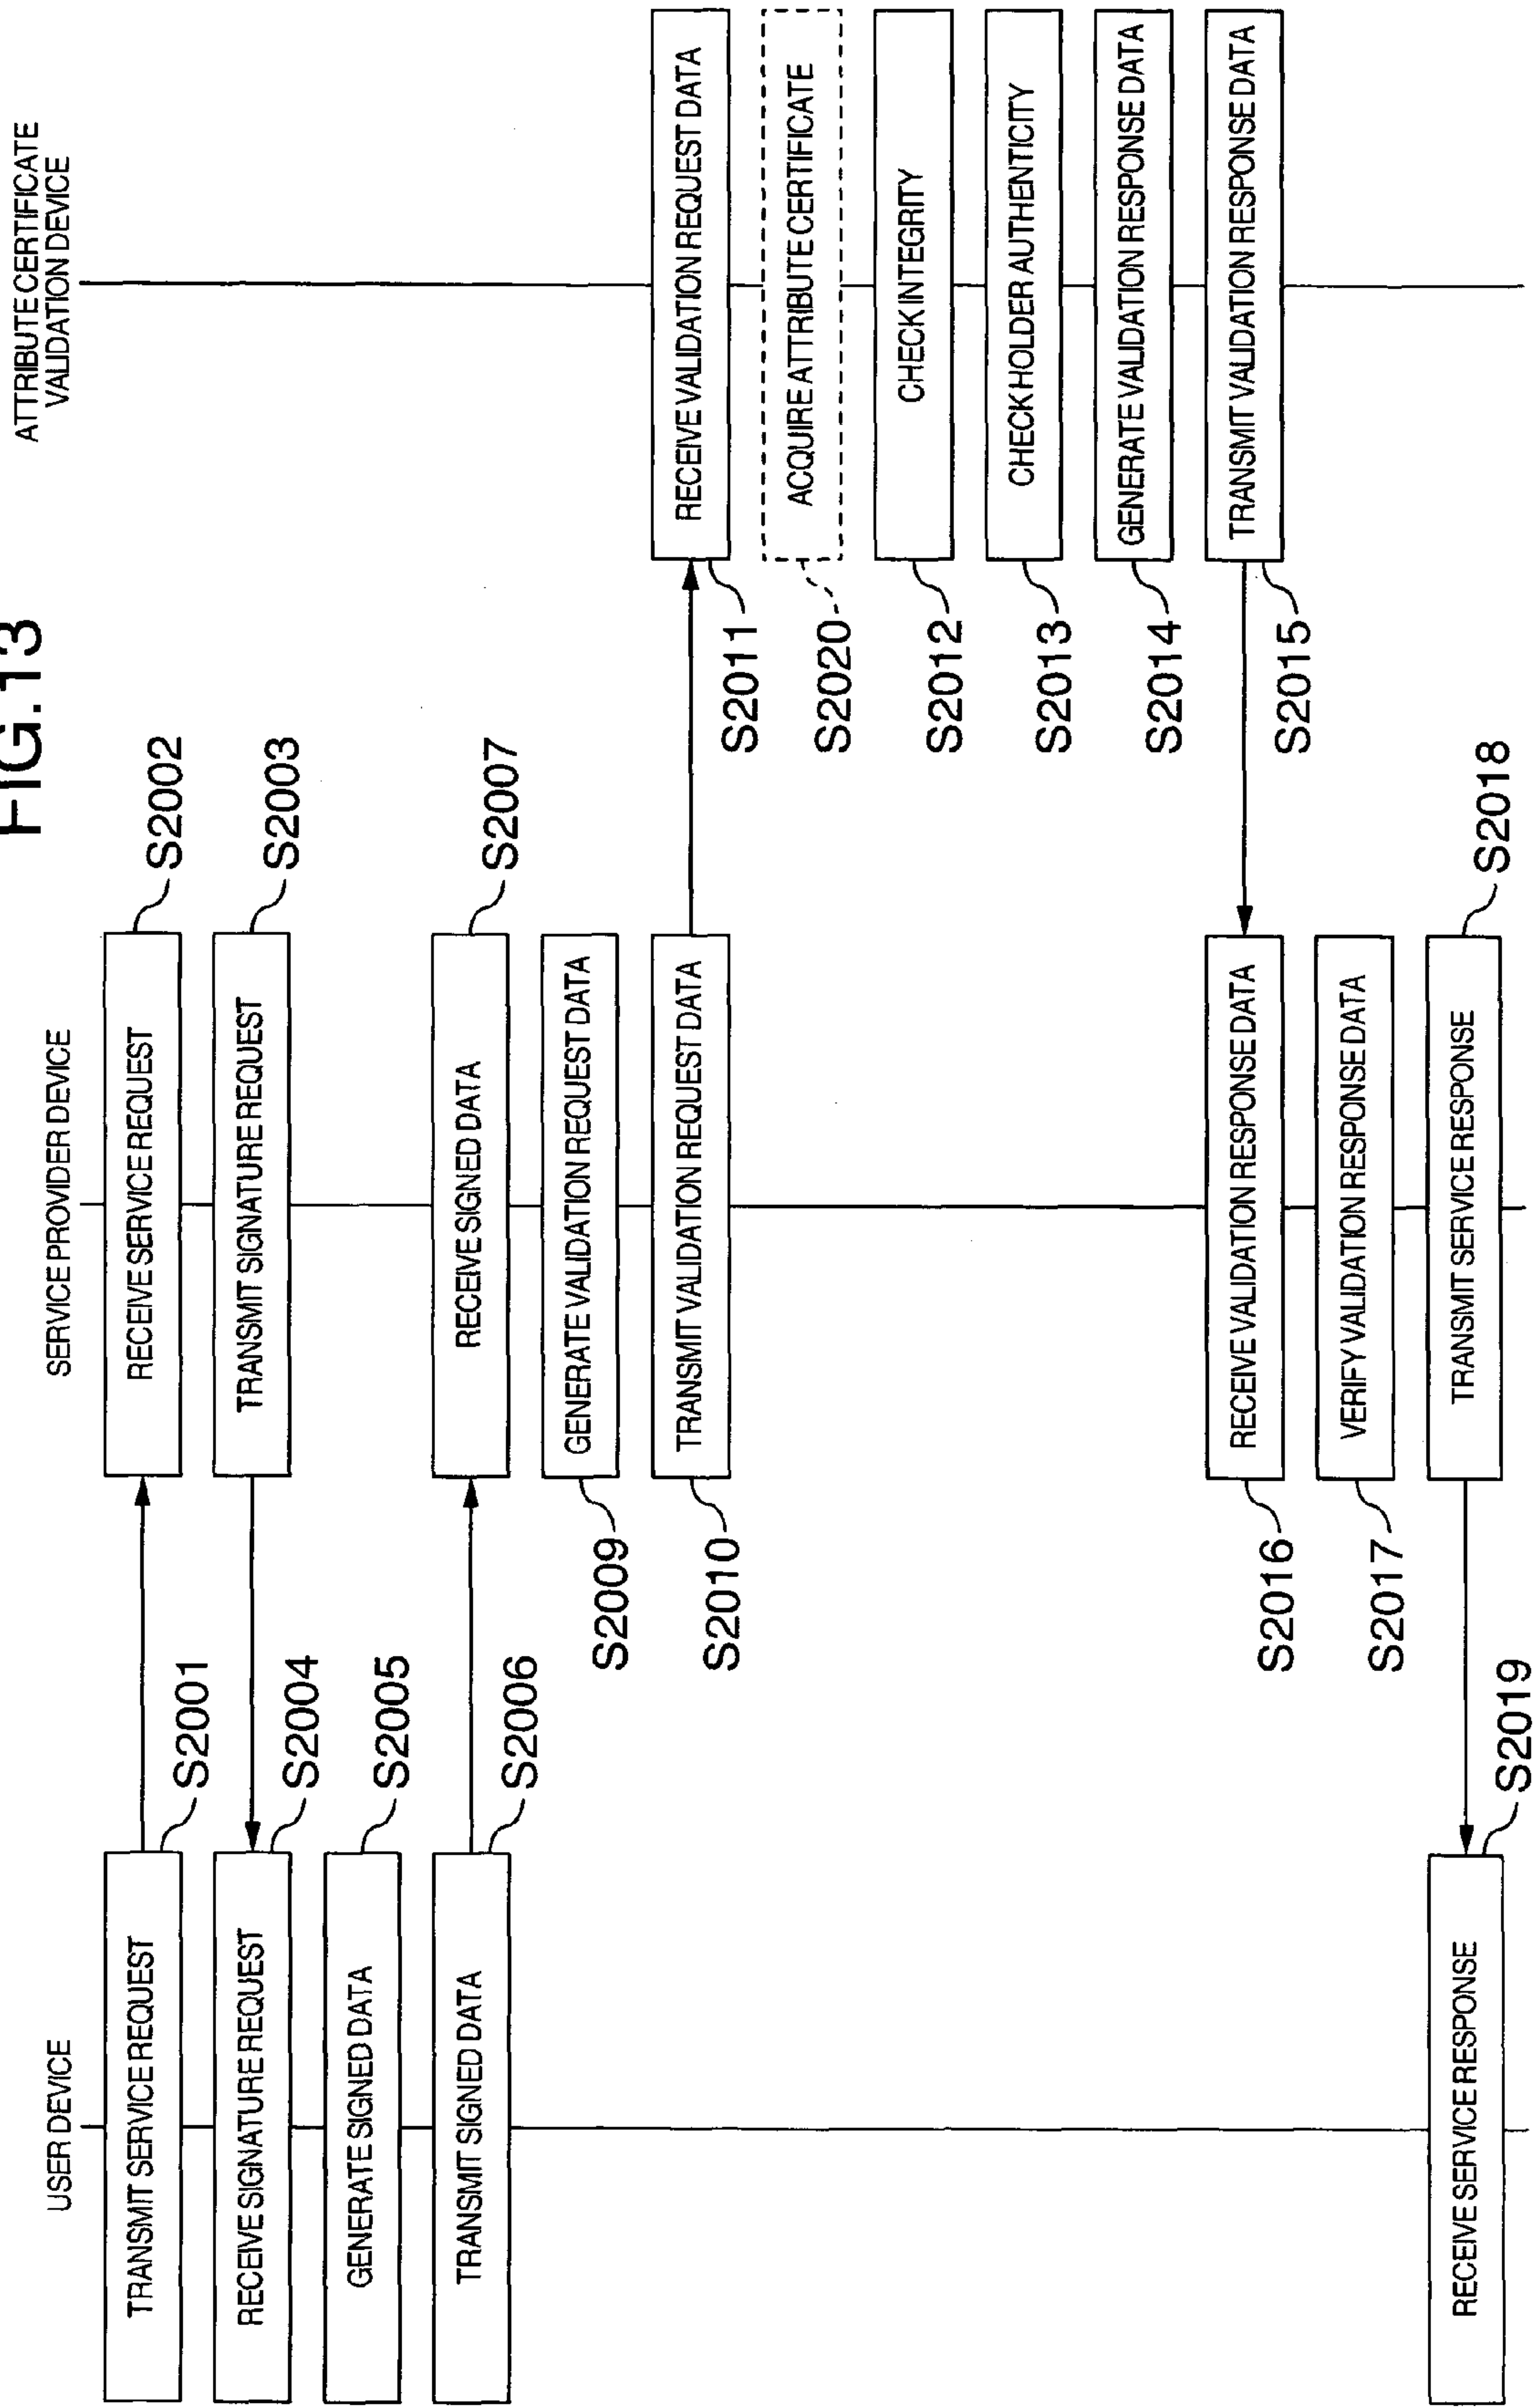 FIG.13
USER DEVICE
SERVICE PROVIDER DEVICE
ATTRIBUTE CERTIFICATE
VALIDATION DEVICE
TRANSMIT SERVICE REQUEST
S2001
RECEIVE SERVICE REQUEST
S2002
RECEIVE SIGNATURE REQUEST
S2004
TRANSMIT SIGNATURE REQUEST
S2003
GENERATE SIGNED DATA
S2005
TRANSMIT SIGNED DATA
S2006
RECEIVE SIGNED DATA
S2007
GENERATE VALIDATION REQUEST DATA
S2009
TRANSMIT VALIDATION REQUEST DATA
S2010
RECEIVE VALIDATION REQUEST DATA
S2011
ACQUIRE ATTRIBUTE CERTIFICATE
S2020
CHECK INTEGRITY
S2012
CHECK HOLDER AUTHENTICITY
S2013
GENERATE VALIDATION RESPONSE DATA
S2014
TRANSMIT VALIDATION RESPONSE DATA
S2015
RECEIVE VALIDATION RESPONSE DATA
S2016
VERIFY VALIDATION RESPONSE DATA
S2017
TRANSMIT SERVICE RESPONSE
S2018
RECEIVE SERVICE RESPONSE
S2019